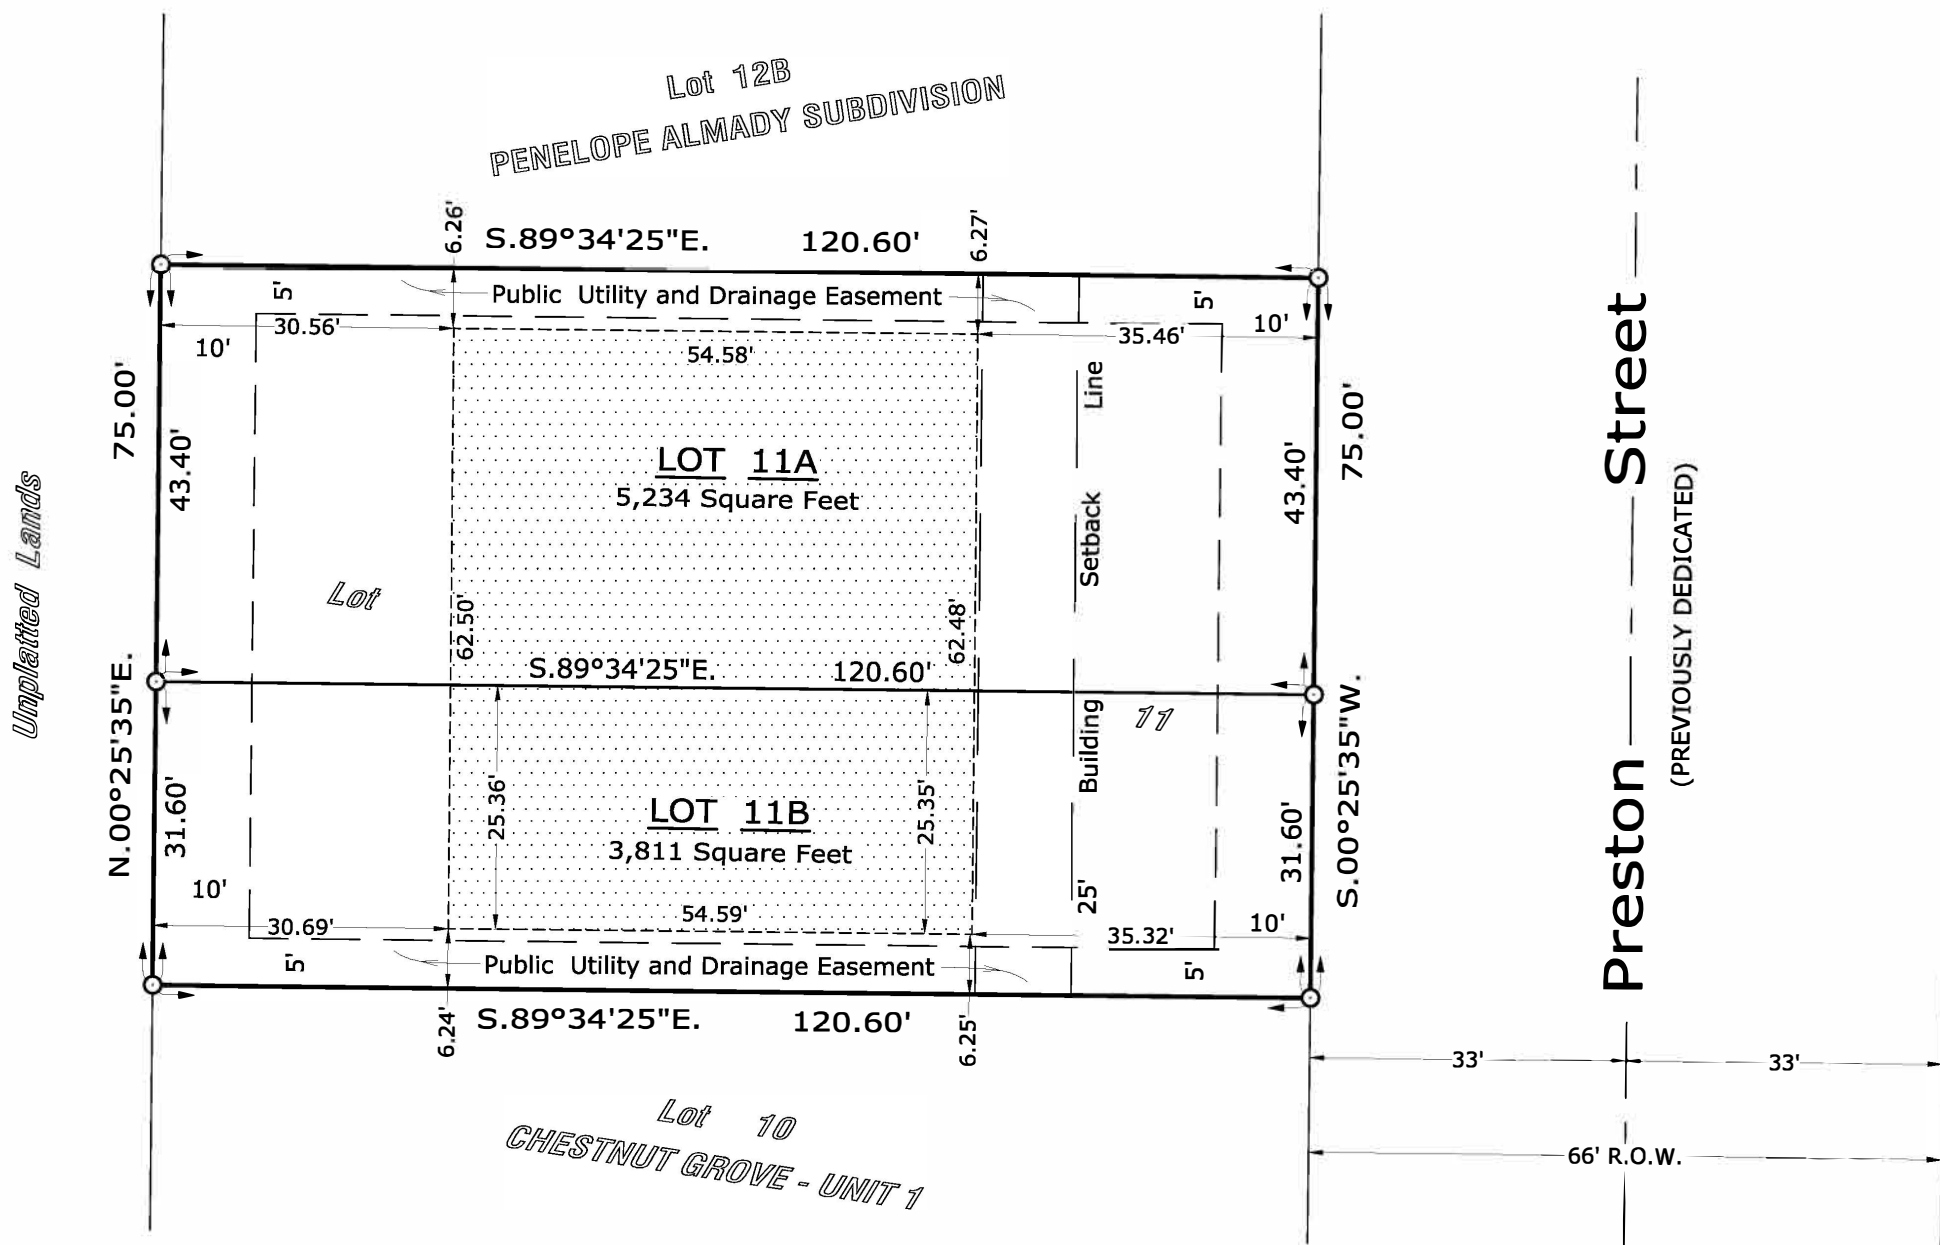 Lot 12B
PENELOPE ALMADY SUBDIVISION
6.26'
S.89°34'25"E. 120.60'
6.27'
5'
Public Utility and Drainage Easement
5'
30.56'
10'
54.58'
35.46'
10'
75.00'
43.40'
LOT 11A
5,234 Square Feet
43.40'
75.00'
Unplatted Lands
Lot
62.50'
62.48'
S.89°34'25"E. 120.60'
11
Building Setback Line
25'
N.00°25'35"E.
31.60'
25.36'
LOT 11B
3,811 Square Feet
25.35'
31.60'
S.00°25'35"W.
10'
30.69'
54.59'
35.32'
10'
5'
Public Utility and Drainage Easement
5'
6.24'
S.89°34'25"E. 120.60'
6.25'
Lot 10
CHESTNUT GROVE - UNIT 1
Preston Street
(PREVIOUSLY DEDICATED)
33'
33'
66' R.O.W.